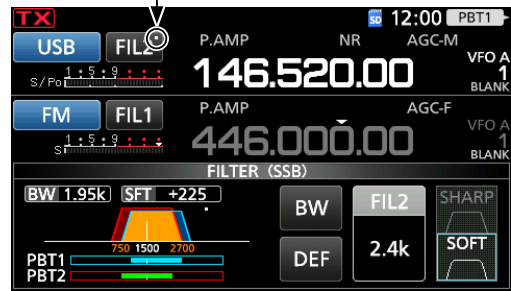 TX SD 12:00 PBT1
USB FIL2 P.AMP NR AGC-M
S/Po 1 5 9 146.520.00 VFO A 1 BLANK
FM FIL1 P.AMP AGC-F
S 1 5 9 446.000.00 VFO A 1 BLANK
FILTER (SSB)
BW 1.95k SFT +225
BW FIL2 SHARP
750 1500 2700
DEF 2.4k SOFT
PBT1
PBT2